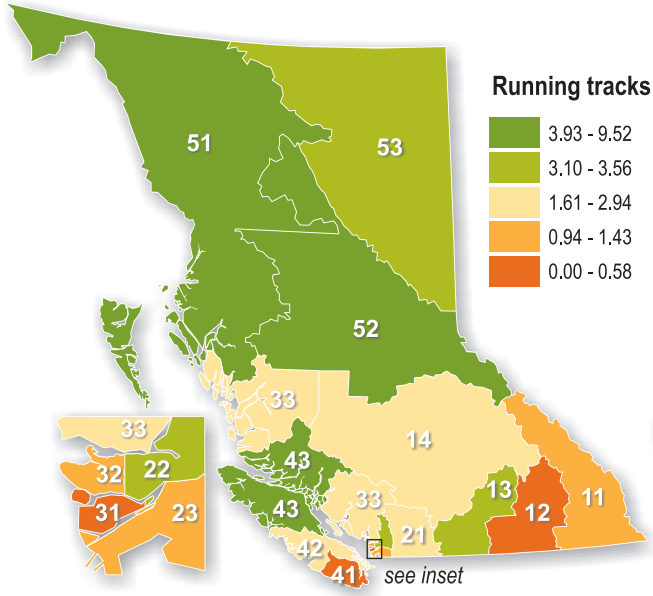 Running tracks
3.93 - 9.52
3.10 - 3.56
1.61 - 2.94
0.94 - 1.43
0.00 - 0.58
51
53
52
33
14
43
43
33
13
12
11
21
42
41
see inset
33
32
22
31
23